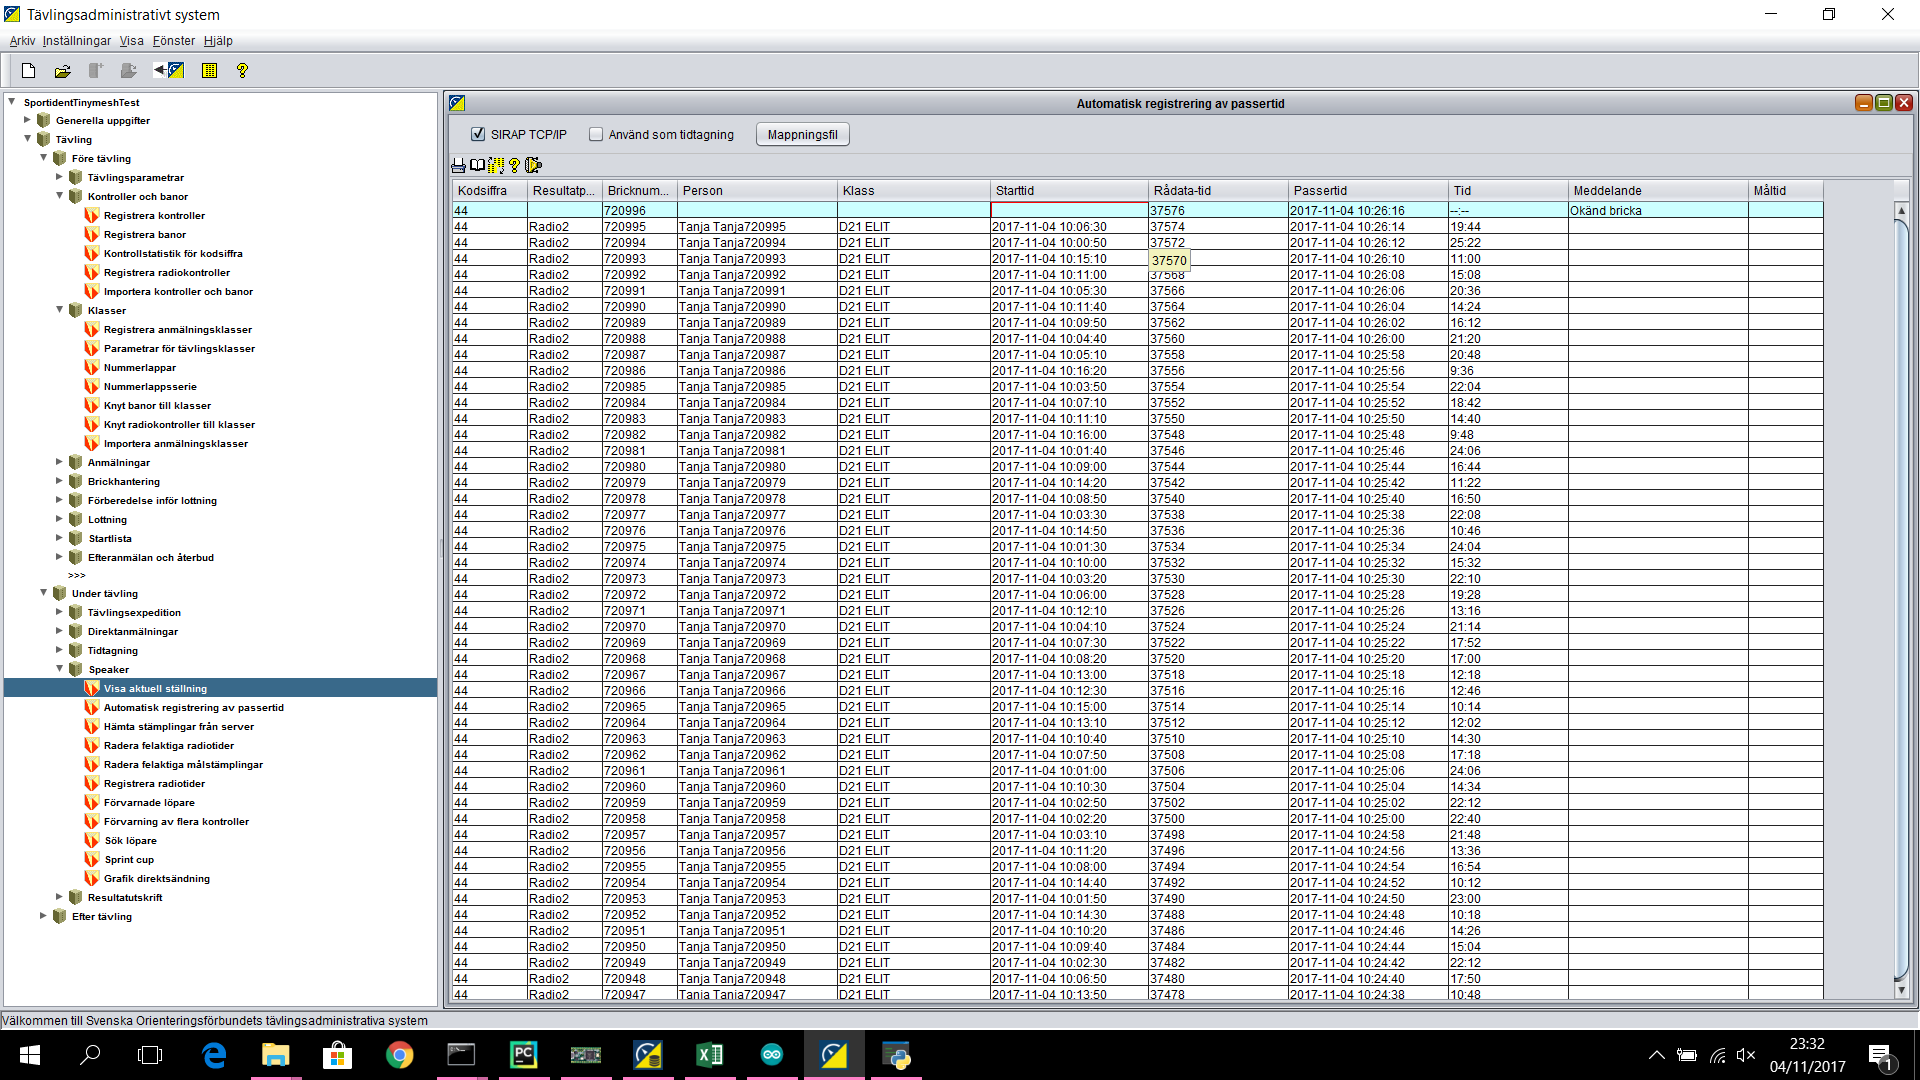 Tävlingsadministrativt system
Arkiv Inställningar Visa Fönster Hjälp
SportidentTinymeshTest
Generella uppgifter
Tävling
Före tävling
Tävlingsparametrar
Kontroller och banor
Registrera kontroller
Registrera banor
Kontrollstatistik för kodsiffra
Registrera radiokontroller
Importera kontroller och banor
Klasser
Registrera anmälningsklasser
Parametrar för tävlingsklasser
Nummerlappar
Nummerlappsserie
Knyt banor till klasser
Knyt radiokontroller till klasser
Importera anmälningsklasser
Anmälningar
Brickhantering
Förberedelse inför lottning
Lottning
Startlista
Efteranmälan och återbud
>>>
Under tävling
Tävlingsexpedition
Direktanmälningar
Tidtagning
Speaker
Visa aktuell ställning
Automatisk registrering av passertid
Hämta stämplingar från server
Radera felaktiga radiotider
Radera felaktiga målstämplingar
Registrera radiotider
Förvarnade löpare
Förvarning av flera kontroller
Sök löpare
Sprint cup
Grafik direktsändning
Resultatutskrift
Efter tävling
Automatisk registrering av passertid
SIRAP TCP/IP Använd som tidtagning Mappningsfil
Kodsiffra Resultatp... Bricknum... Person Klass Starttid Rådata-tid Passertid Tid Meddelande Måltid
44 720996 37576 2017-11-04 10:26:16 --:-- Okänd bricka
44 Radio2 720995 Tanja Tanja720995 D21 ELIT 2017-11-04 10:06:30 37574 2017-11-04 10:26:14 19:44
44 Radio2 720994 Tanja Tanja720994 D21 ELIT 2017-11-04 10:00:50 37572 2017-11-04 10:26:12 25:22
44 Radio2 720993 Tanja Tanja720993 D21 ELIT 2017-11-04 10:15:10 37570 2017-11-04 10:26:10 11:00
44 Radio2 720992 Tanja Tanja720992 D21 ELIT 2017-11-04 10:11:00 37568 2017-11-04 10:26:08 15:08
44 Radio2 720991 Tanja Tanja720991 D21 ELIT 2017-11-04 10:05:30 37566 2017-11-04 10:26:06 20:36
44 Radio2 720990 Tanja Tanja720990 D21 ELIT 2017-11-04 10:11:40 37564 2017-11-04 10:26:04 14:24
44 Radio2 720989 Tanja Tanja720989 D21 ELIT 2017-11-04 10:09:50 37562 2017-11-04 10:26:02 16:12
44 Radio2 720988 Tanja Tanja720988 D21 ELIT 2017-11-04 10:04:40 37560 2017-11-04 10:26:00 21:20
44 Radio2 720987 Tanja Tanja720987 D21 ELIT 2017-11-04 10:05:10 37558 2017-11-04 10:25:58 20:48
44 Radio2 720986 Tanja Tanja720986 D21 ELIT 2017-11-04 10:16:20 37556 2017-11-04 10:25:56 9:36
44 Radio2 720985 Tanja Tanja720985 D21 ELIT 2017-11-04 10:03:50 37554 2017-11-04 10:25:54 22:04
44 Radio2 720984 Tanja Tanja720984 D21 ELIT 2017-11-04 10:07:10 37552 2017-11-04 10:25:52 18:42
44 Radio2 720983 Tanja Tanja720983 D21 ELIT 2017-11-04 10:11:10 37550 2017-11-04 10:25:50 14:40
44 Radio2 720982 Tanja Tanja720982 D21 ELIT 2017-11-04 10:16:00 37548 2017-11-04 10:25:48 9:48
44 Radio2 720981 Tanja Tanja720981 D21 ELIT 2017-11-04 10:01:40 37546 2017-11-04 10:25:46 24:06
44 Radio2 720980 Tanja Tanja720980 D21 ELIT 2017-11-04 10:09:00 37544 2017-11-04 10:25:44 16:44
44 Radio2 720979 Tanja Tanja720979 D21 ELIT 2017-11-04 10:14:20 37542 2017-11-04 10:25:42 11:22
44 Radio2 720978 Tanja Tanja720978 D21 ELIT 2017-11-04 10:08:50 37540 2017-11-04 10:25:40 16:50
44 Radio2 720977 Tanja Tanja720977 D21 ELIT 2017-11-04 10:03:30 37538 2017-11-04 10:25:38 22:08
44 Radio2 720976 Tanja Tanja720976 D21 ELIT 2017-11-04 10:14:50 37536 2017-11-04 10:25:36 10:46
44 Radio2 720975 Tanja Tanja720975 D21 ELIT 2017-11-04 10:01:30 37534 2017-11-04 10:25:34 24:04
44 Radio2 720974 Tanja Tanja720974 D21 ELIT 2017-11-04 10:10:00 37532 2017-11-04 10:25:32 15:32
44 Radio2 720973 Tanja Tanja720973 D21 ELIT 2017-11-04 10:03:20 37530 2017-11-04 10:25:30 22:10
44 Radio2 720972 Tanja Tanja720972 D21 ELIT 2017-11-04 10:06:00 37528 2017-11-04 10:25:28 19:28
44 Radio2 720971 Tanja Tanja720971 D21 ELIT 2017-11-04 10:12:10 37526 2017-11-04 10:25:26 13:16
44 Radio2 720970 Tanja Tanja720970 D21 ELIT 2017-11-04 10:04:10 37524 2017-11-04 10:25:24 21:14
44 Radio2 720969 Tanja Tanja720969 D21 ELIT 2017-11-04 10:07:30 37522 2017-11-04 10:25:22 17:52
44 Radio2 720968 Tanja Tanja720968 D21 ELIT 2017-11-04 10:08:20 37520 2017-11-04 10:25:20 17:00
44 Radio2 720967 Tanja Tanja720967 D21 ELIT 2017-11-04 10:13:00 37518 2017-11-04 10:25:18 12:18
44 Radio2 720966 Tanja Tanja720966 D21 ELIT 2017-11-04 10:12:30 37516 2017-11-04 10:25:16 12:46
44 Radio2 720965 Tanja Tanja720965 D21 ELIT 2017-11-04 10:15:00 37514 2017-11-04 10:25:14 10:14
44 Radio2 720964 Tanja Tanja720964 D21 ELIT 2017-11-04 10:13:10 37512 2017-11-04 10:25:12 12:02
44 Radio2 720963 Tanja Tanja720963 D21 ELIT 2017-11-04 10:10:40 37510 2017-11-04 10:25:10 14:30
44 Radio2 720962 Tanja Tanja720962 D21 ELIT 2017-11-04 10:07:50 37508 2017-11-04 10:25:08 17:18
44 Radio2 720961 Tanja Tanja720961 D21 ELIT 2017-11-04 10:01:00 37506 2017-11-04 10:25:06 24:06
44 Radio2 720960 Tanja Tanja720960 D21 ELIT 2017-11-04 10:10:30 37504 2017-11-04 10:25:04 14:34
44 Radio2 720959 Tanja Tanja720959 D21 ELIT 2017-11-04 10:02:50 37502 2017-11-04 10:25:02 22:12
44 Radio2 720958 Tanja Tanja720958 D21 ELIT 2017-11-04 10:02:20 37500 2017-11-04 10:25:00 22:40
44 Radio2 720957 Tanja Tanja720957 D21 ELIT 2017-11-04 10:03:10 37498 2017-11-04 10:24:58 21:48
44 Radio2 720956 Tanja Tanja720956 D21 ELIT 2017-11-04 10:11:20 37496 2017-11-04 10:24:56 13:36
44 Radio2 720955 Tanja Tanja720955 D21 ELIT 2017-11-04 10:08:00 37494 2017-11-04 10:24:54 16:54
44 Radio2 720954 Tanja Tanja720954 D21 ELIT 2017-11-04 10:14:40 37492 2017-11-04 10:24:52 10:12
44 Radio2 720953 Tanja Tanja720953 D21 ELIT 2017-11-04 10:01:50 37490 2017-11-04 10:24:50 23:00
44 Radio2 720952 Tanja Tanja720952 D21 ELIT 2017-11-04 10:14:30 37488 2017-11-04 10:24:48 10:18
44 Radio2 720951 Tanja Tanja720951 D21 ELIT 2017-11-04 10:10:20 37486 2017-11-04 10:24:46 14:26
44 Radio2 720950 Tanja Tanja720950 D21 ELIT 2017-11-04 10:09:40 37484 2017-11-04 10:24:44 15:04
44 Radio2 720949 Tanja Tanja720949 D21 ELIT 2017-11-04 10:02:30 37482 2017-11-04 10:24:42 22:12
44 Radio2 720948 Tanja Tanja720948 D21 ELIT 2017-11-04 10:06:50 37480 2017-11-04 10:24:40 17:50
44 Radio2 720947 Tanja Tanja720947 D21 ELIT 2017-11-04 10:13:50 37478 2017-11-04 10:24:38 10:48
Välkommen till Svenska Orienteringsförbundets tävlingsadministrativa system
23:32
04/11/2017
1